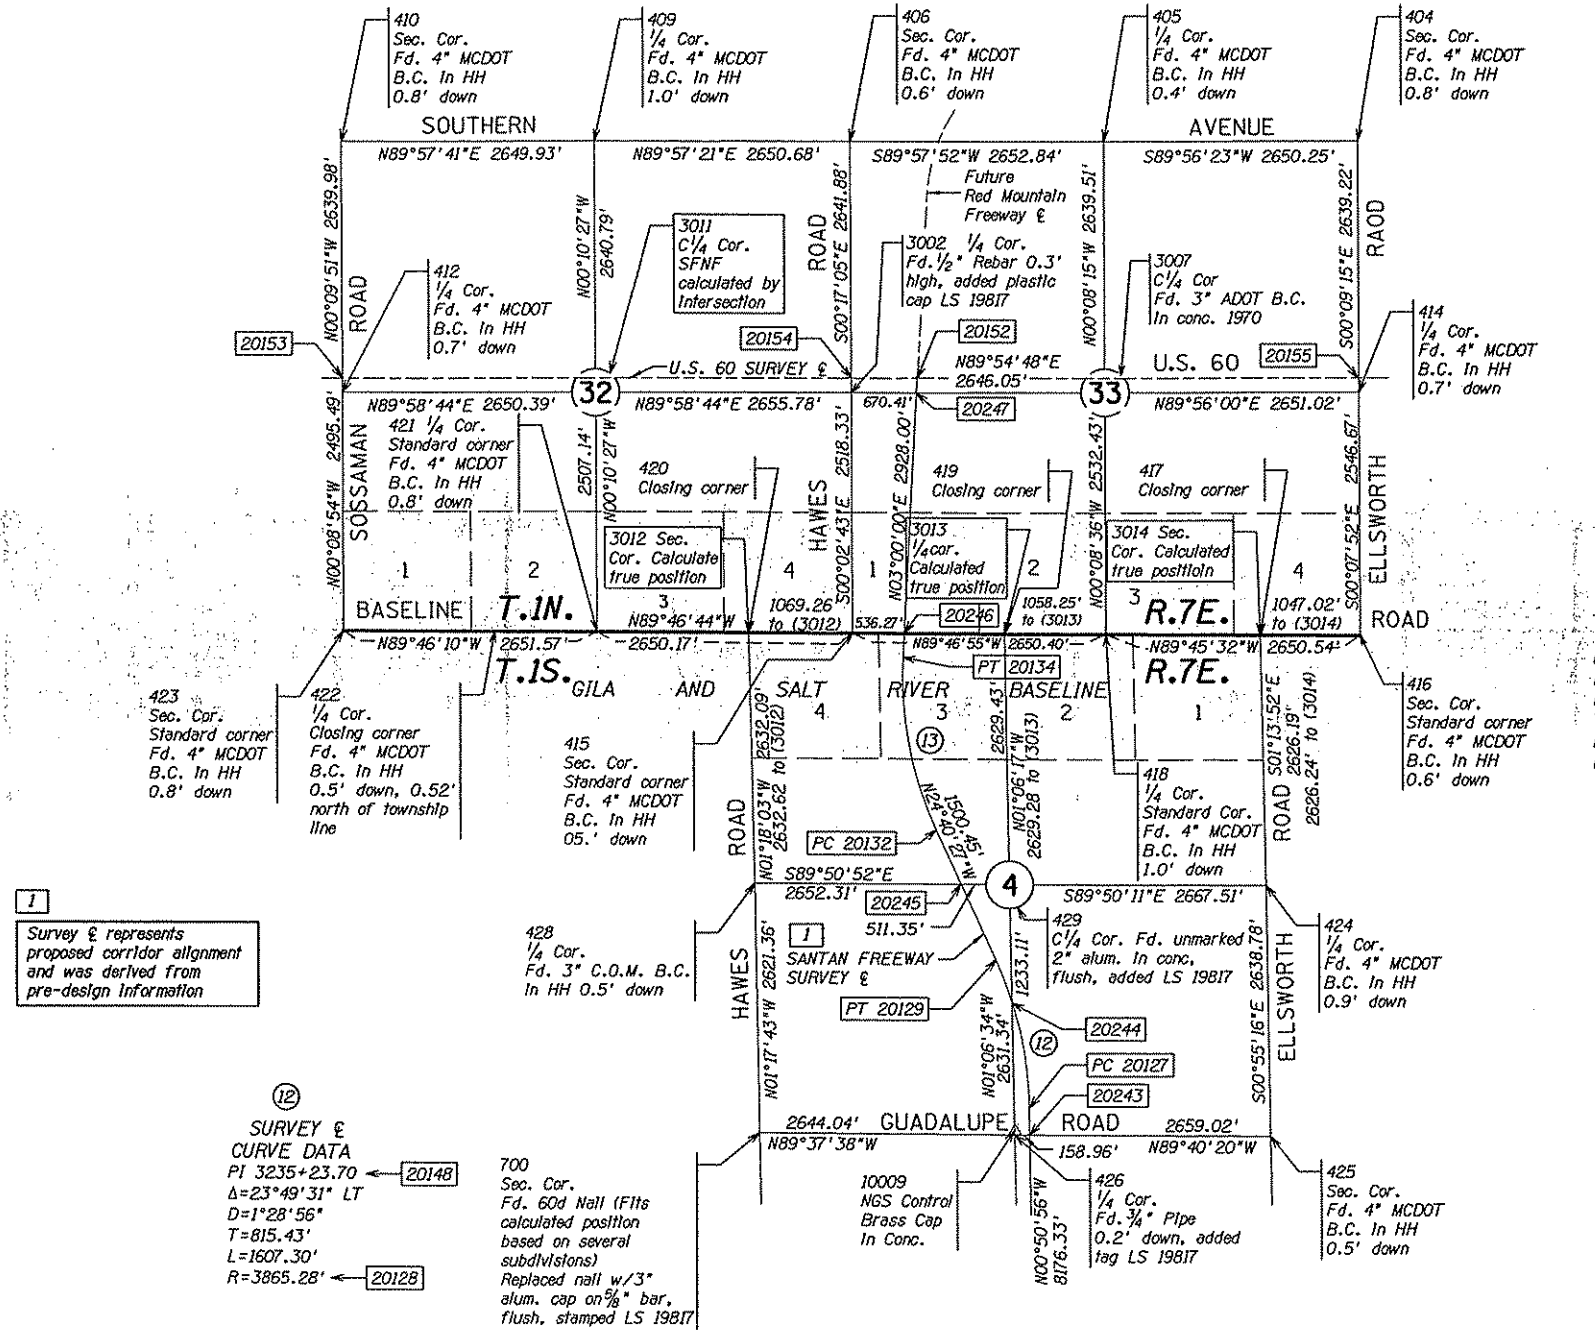 410
Sec. Cor.
Fd. 4" MCDOT
B.C. In HH
0.8' down
409
1/4 Cor.
Fd. 4" MCDOT
B.C. In HH
1.0' down
406
Sec. Cor.
Fd. 4" MCDOT
B.C. In HH
0.6' down
405
1/4 Cor.
Fd. 4" MCDOT
B.C. In HH
0.4' down
404
Sec. Cor.
Fd. 4" MCDOT
B.C. In HH
0.8' down
SOUTHERN
AVENUE
N89°57'41"E 2649.93'
N89°57'21"E 2650.68'
S89°57'52"W 2652.84'
S89°56'23"W 2650.25'
N00°09'51"W 2639.98'
ROAD
N00°10'27"W
2640.79'
ROAD
S00°17'05"E 2641.88'
N00°08'15"W 2639.51'
S00°09'15"E 2639.22'
RAOD
Future
Red Mountain
Freeway ℄
3011
C1/4 Cor.
SFNF
calculated by
Intersection
3002 1/4 Cor.
Fd. 1/2" Rebar 0.3'
high, added plastic
cap LS 19817
3007
C1/4 Cor
Fd. 3" ADOT B.C.
In conc. 1970
412
1/4 Cor.
Fd. 4" MCDOT
B.C. In HH
0.7' down
414
1/4 Cor.
Fd. 4" MCDOT
B.C. In HH
0.7' down
20153
20154
20152
20155
U.S. 60 SURVEY ℄
N89°54'48"E
2646.05'
U.S. 60
32
33
N89°58'44"E 2650.39'
N89°58'44"E 2655.78'
670.41'
20247
N89°56'00"E 2651.02'
421 1/4 Cor.
Standard corner
Fd. 4" MCDOT
B.C. In HH
0.8' down
420
Closing corner
419
Closing corner
417
Closing corner
N00°08'54"W 2495.49'
SOSSAMAN
2507.14'
N00°10'27"W
HAWES
S00°02'43"E 2518.33'
N03°00'00"E 2928.00'
N00°08'36"W 2532.43'
S00°07'52"E 2546.67'
ELLSWORTH
3012 Sec.
Cor. Calculate
true position
3013
1/4 cor.
Calculated
true position
3014 Sec.
Cor. Calculated
true positioin
1
2
3
4
1
2
3
4
BASELINE
T.1N.
N89°46'44"W
1069.26
to (3012)
536.27'
20246
1058.25'
to (3013)
R.7E.
1047.02'
to (3014)
ROAD
N89°46'10"W 2651.57'
2650.17'
N89°46'55"W 2650.40'
N89°45'32"W 2650.54'
T.1S.
PT 20134
R.7E.
GILA AND SALT RIVER BASELINE
4
3
2
1
423
Sec. Cor.
Standard corner
Fd. 4" MCDOT
B.C. In HH
0.8' down
422
1/4 Cor.
Closing corner
Fd. 4" MCDOT
B.C. In HH
0.5' down, 0.52'
north of township
line
415
Sec. Cor.
Standard corner
Fd. 4" MCDOT
B.C. In HH
05.' down
416
Sec. Cor.
Standard corner
Fd. 4" MCDOT
B.C. In HH
0.6' down
418
1/4 Cor.
Standard Cor.
Fd. 4" MCDOT
B.C. In HH
1.0' down
ROAD
N01°18'03"W 2632.09'
2632.62 to (3012)
13
1500.45'
N24°40'27"W
2629.43'
N01°06'17"W
2629.28 to (3013)
ROAD S01°13'52"E
2626.19'
2626.24' to (3014)
PC 20132
S89°50'52"E
2652.31'
4
S89°50'11"E 2667.51'
20245
511.35'
1
Survey ℄ represents
proposed corridor alignment
and was derived from
pre-design Information
428
1/4 Cor.
Fd. 3" C.O.M. B.C.
In HH 0.5' down
1
SANTAN FREEWAY
SURVEY ℄
429
C1/4 Cor. Fd. unmarked
2" alum. In conc,
flush, added LS 19817
424
1/4 Cor.
Fd. 4" MCDOT
B.C. In HH
0.9' down
HAWES
N01°17'43"W 2621.36'
PT 20129
1233.11'
N01°06'34"W
2631.34'
20244
12
PC 20127
20243
S00°55'16"E 2638.78'
ELLSWORTH
2644.04'
GUADALUPE
ROAD
2659.02'
N89°37'38"W
158.96'
N89°40'20"W
12
SURVEY ℄
CURVE DATA
PI 3235+23.70
20148
Δ=23°49'31" LT
D=1°28'56"
T=815.43'
L=1607.30'
R=3865.28'
20128
700
Sec. Cor.
Fd. 60d Nail (Fits
calculated position
based on several
subdivisions)
Replaced nail w/3"
alum. cap on 5/8" bar,
flush, stamped LS 19817
10009
NGS Control
Brass Cap
In Conc.
N00°50'56"W
8176.33'
426
1/4 Cor.
Fd. 3/4" Pipe
0.2' down, added
tag LS 19817
425
Sec. Cor.
Fd. 4" MCDOT
B.C. In HH
0.5' down